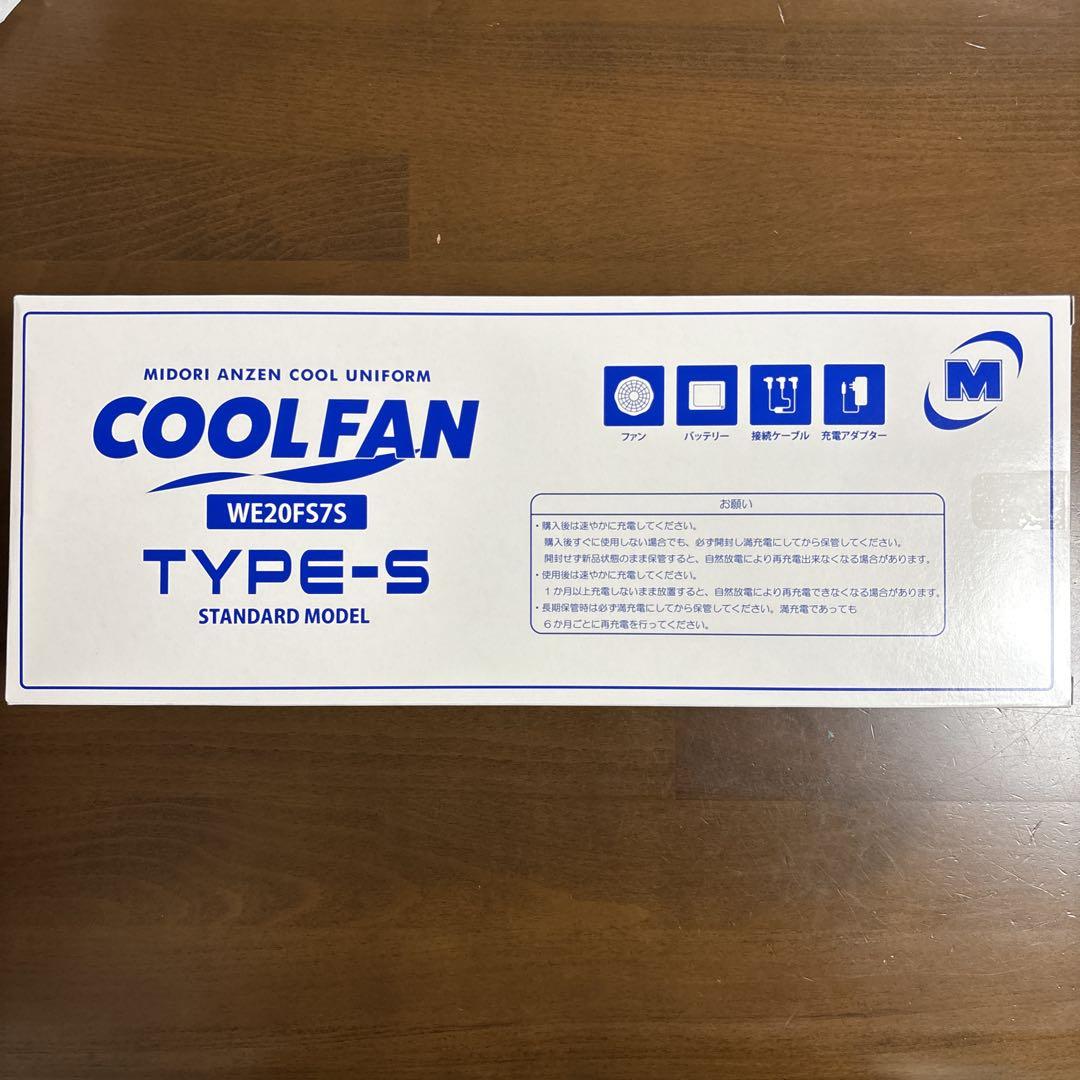 MIDORI ANZEN COOL UNIFORM
COOLFAN
WE20FS7S
TYPE-S
STANDARD MODEL
ファン バッテリー 接続ケーブル 充電アダプター
M
お願い
・購入後は速やかに充電してください。
購入後すぐに使用しない場合でも、必ず開封し満充電にしてから保管してください。
開封せず新品状態のまま保管すると、自然放電により再充電出来なくなる場合があります。
・使用後は速やかに充電してください。
１か月以上充電しないまま放置すると、自然放電により再充電できなくなる場合があります。
・長期保管時は必ず満充電にしてから保管してください。満充電であっても
６か月ごとに再充電を行ってください。